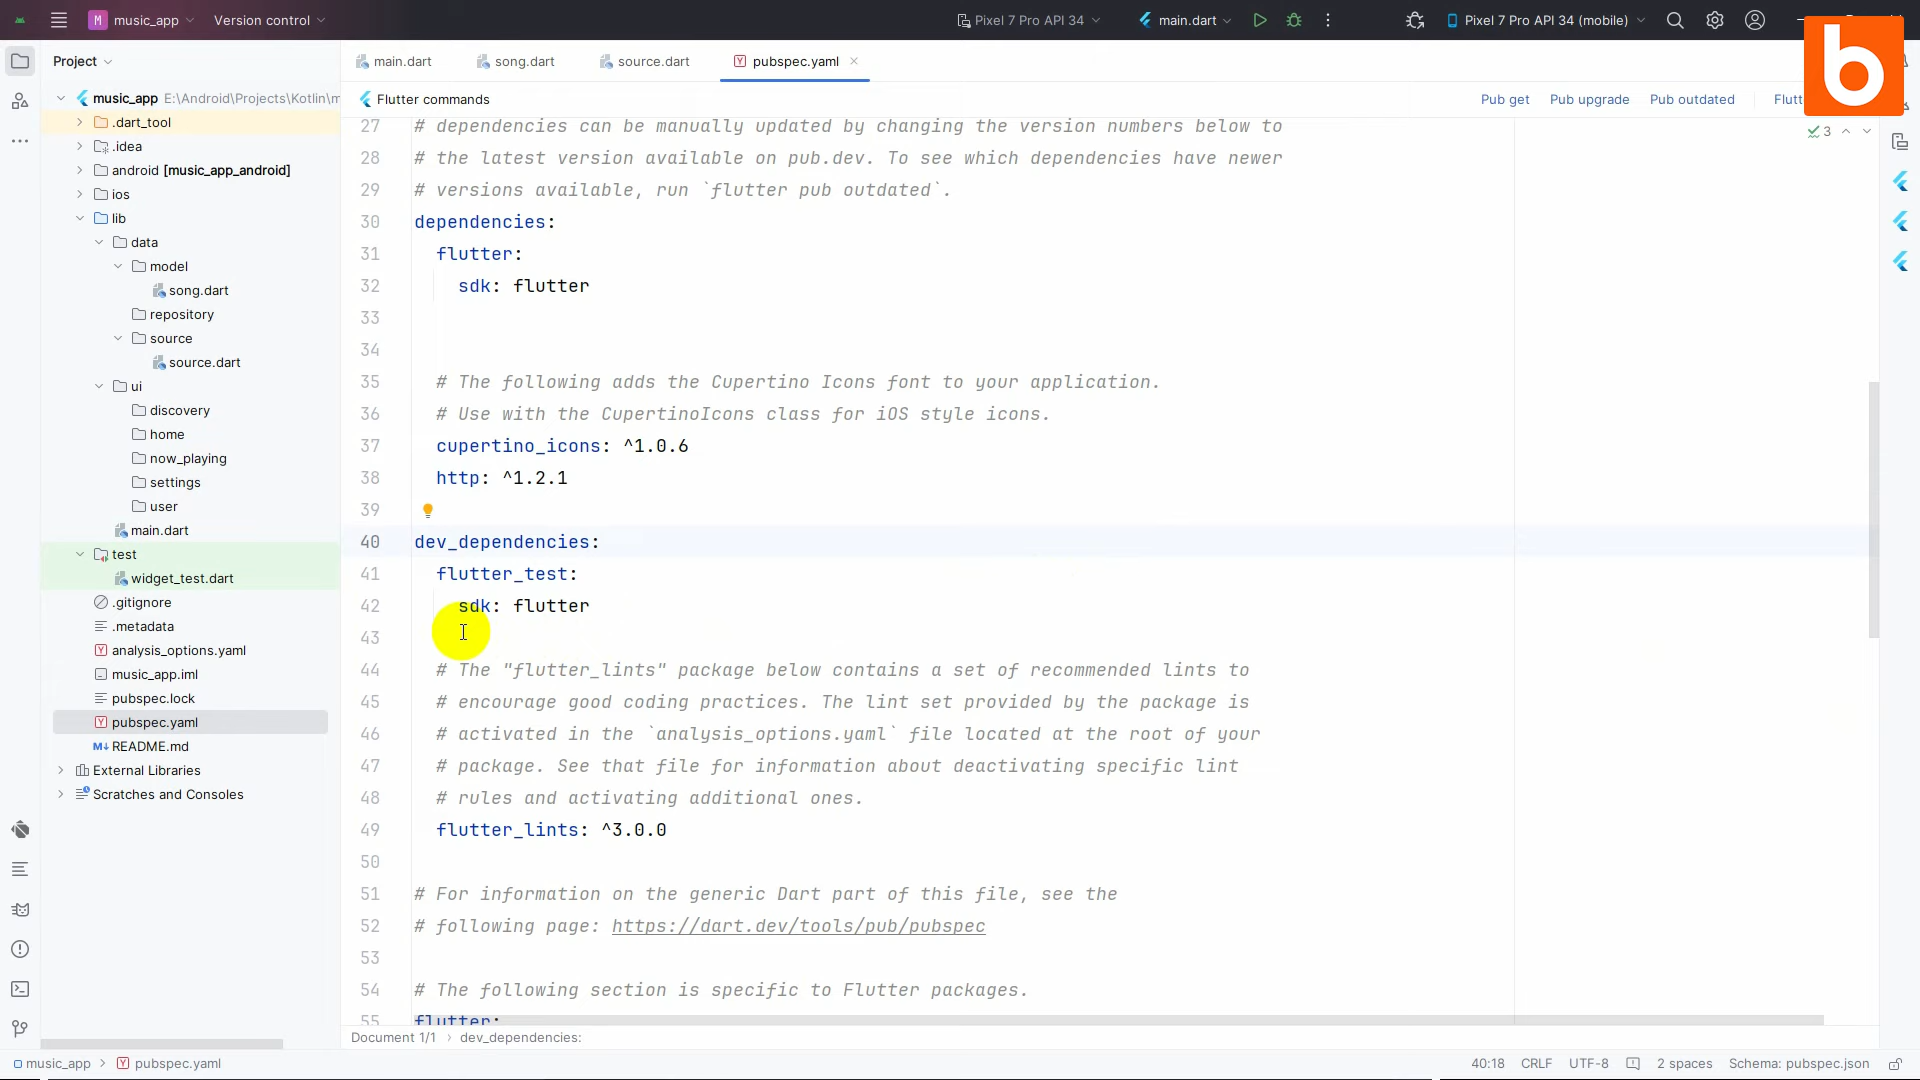 M music_app Version control Pixel 7 Pro API 34 main.dart Pixel 7 Pro API 34 (mobile)
b
Project
main.dart song.dart source.dart pubspec.yaml
Flutter commands Pub get Pub upgrade Pub outdated Flutt
music_app E:\Android\Projects\Kotlin\m
.dart_tool
.idea
android [music_app_android]
ios
lib
data
model
song.dart
repository
source
source.dart
ui
discovery
home
now_playing
settings
user
main.dart
test
widget_test.dart
.gitignore
.metadata
analysis_options.yaml
music_app.iml
pubspec.lock
pubspec.yaml
README.md
External Libraries
Scratches and Consoles
3
27 # dependencies can be manually updated by changing the version numbers below to
28 # the latest version available on pub.dev. To see which dependencies have newer
29 # versions available, run `flutter pub outdated`.
30 dependencies:
31 flutter:
32 sdk: flutter
33
34
35 # The following adds the Cupertino Icons font to your application.
36 # Use with the CupertinoIcons class for iOS style icons.
37 cupertino_icons: ^1.0.6
38 http: ^1.2.1
39
40 dev_dependencies:
41 flutter_test:
42 sdk: flutter
43
44 # The "flutter_lints" package below contains a set of recommended lints to
45 # encourage good coding practices. The lint set provided by the package is
46 # activated in the `analysis_options.yaml` file located at the root of your
47 # package. See that file for information about deactivating specific lint
48 # rules and activating additional ones.
49 flutter_lints: ^3.0.0
50
51 # For information on the generic Dart part of this file, see the
52 # following page: https://dart.dev/tools/pub/pubspec
53
54 # The following section is specific to Flutter packages.
55 flutter:
Document 1/1 › dev_dependencies:
music_app › pubspec.yaml 40:18 CRLF UTF-8 2 spaces Schema: pubspec.json